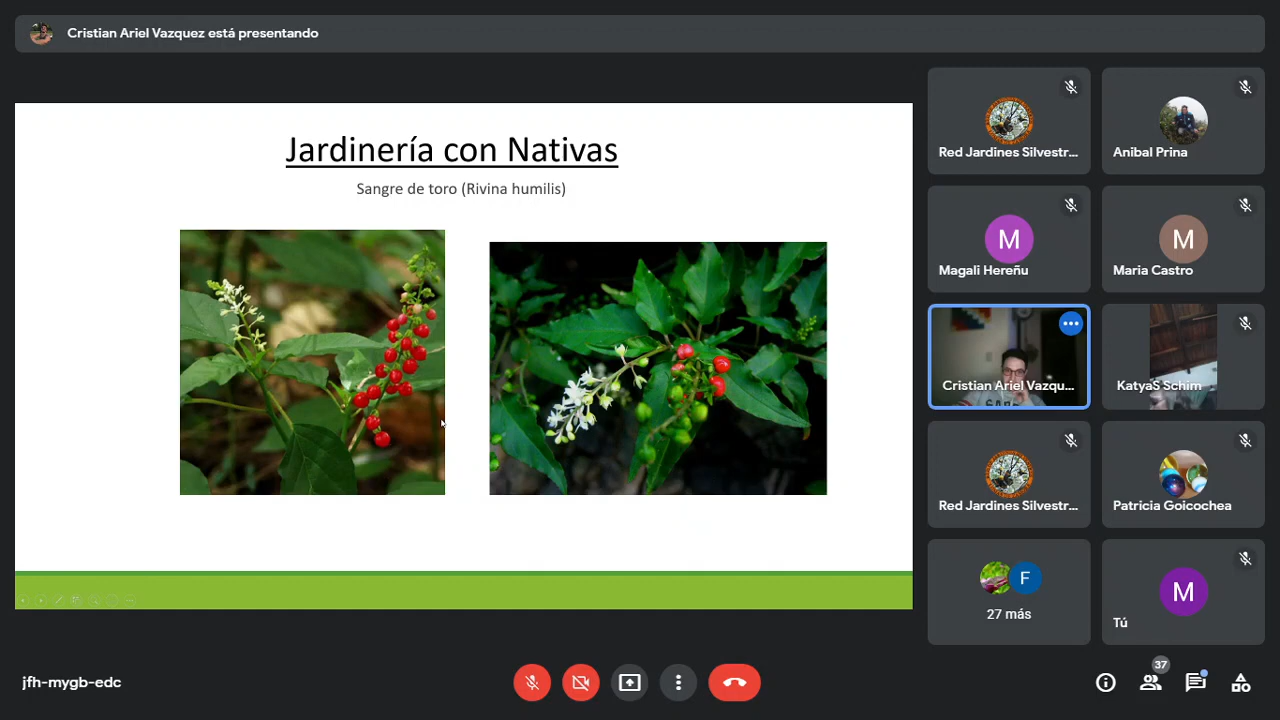 Cristian Ariel Vazquez está presentando
Jardinería con Nativas
Sangre de toro (Rivina humilis)
Red Jardines Silvestr...
Anibal Prina
M
Magali Hereñu
M
Maria Castro
Cristian Ariel Vazqu...
KatyaS Schim
Red Jardines Silvestr...
Patricia Goicochea
F
27 más
M
Tú
jfh-mygb-edc
37